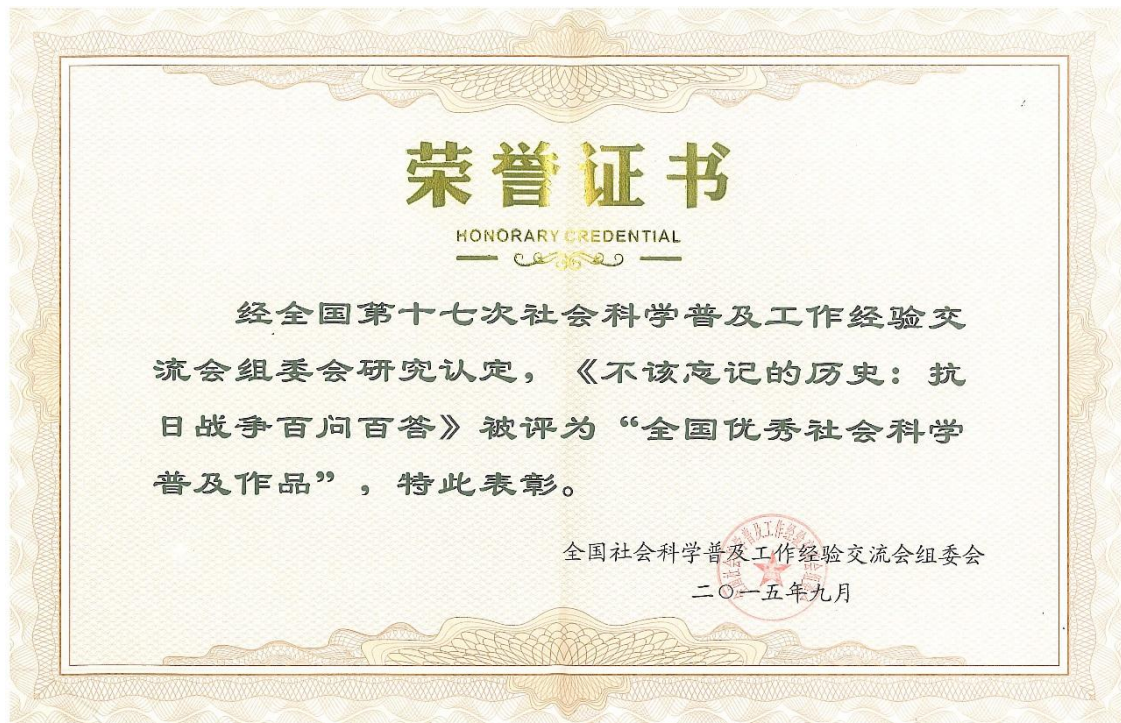 荣誉证书
HONORARY CREDENTIAL
经全国第十七次社会科学普及工作经验交
流会组委会研究认定，《不该忘记的历史：抗
日战争百问百答》被评为“全国优秀社会科学
普及作品”，特此表彰。
全国社会科学普及工作经验交流会组委会
二〇一五年九月